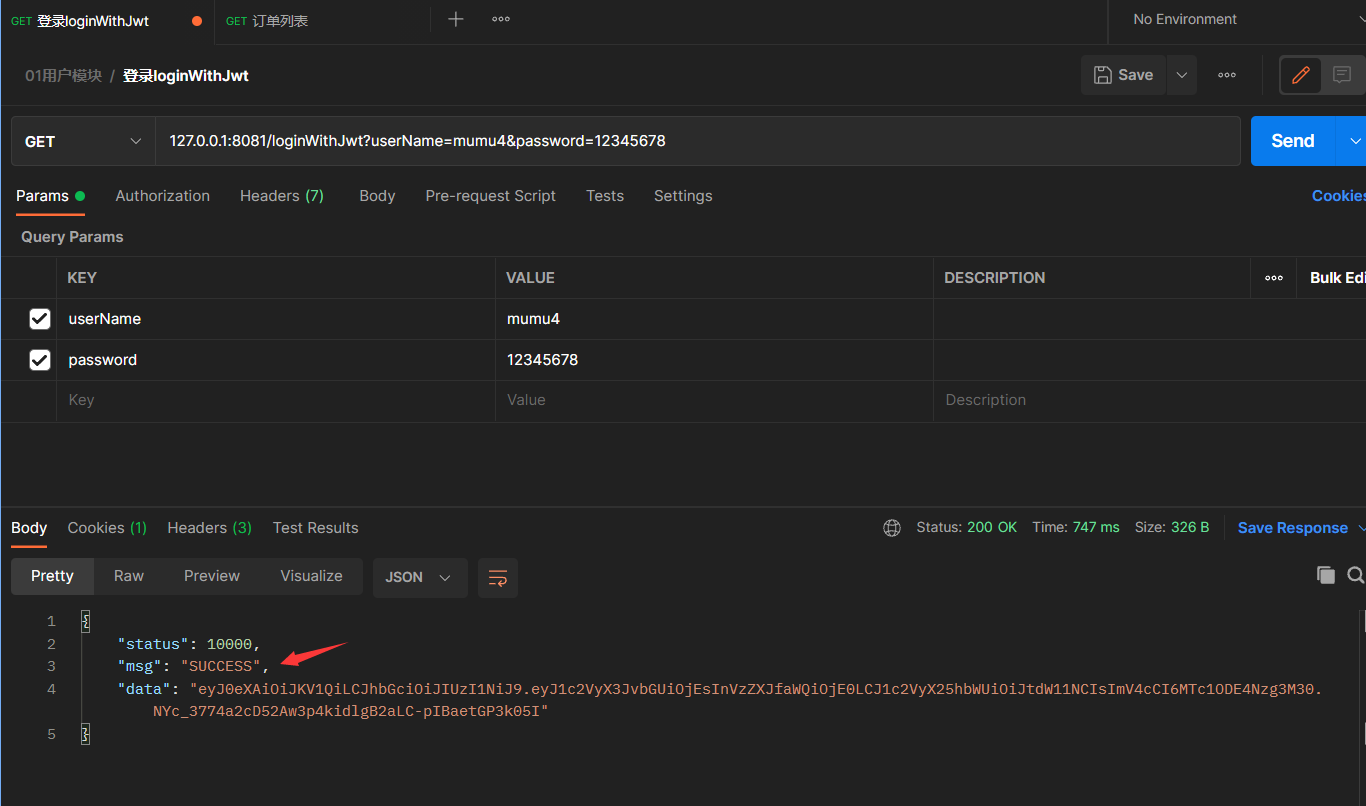 GET 登录loginWithJwt GET 订单列表 No Environment
01用户模块 / 登录loginWithJwt Save
GET 127.0.0.1:8081/loginWithJwt?userName=mumu4&password=12345678 Send
Params Authorization Headers (7) Body Pre-request Script Tests Settings Cookies
Query Params
KEY VALUE DESCRIPTION Bulk Edi
userName mumu4
password 12345678
Key Value Description
Body Cookies (1) Headers (3) Test Results Status: 200 OK Time: 747 ms Size: 326 B Save Response
Pretty Raw Preview Visualize JSON
1 {
2 "status": 10000,
3 "msg": "SUCCESS",
4 "data": "eyJ0eXAiOiJKV1QiLCJhbGciOiJIUzI1NiJ9.eyJ1c2VyX3JvbGUiOjEsInVzZXJfaWQiOjE0LCJ1c2VyX25hbWUiOiJtdW11NCIsImV4cCI6MTc1ODE4Nzg3M30.
NYc_3774a2cD52Aw3p4kidlgB2aLC-pIBaetGP3k05I"
5 }